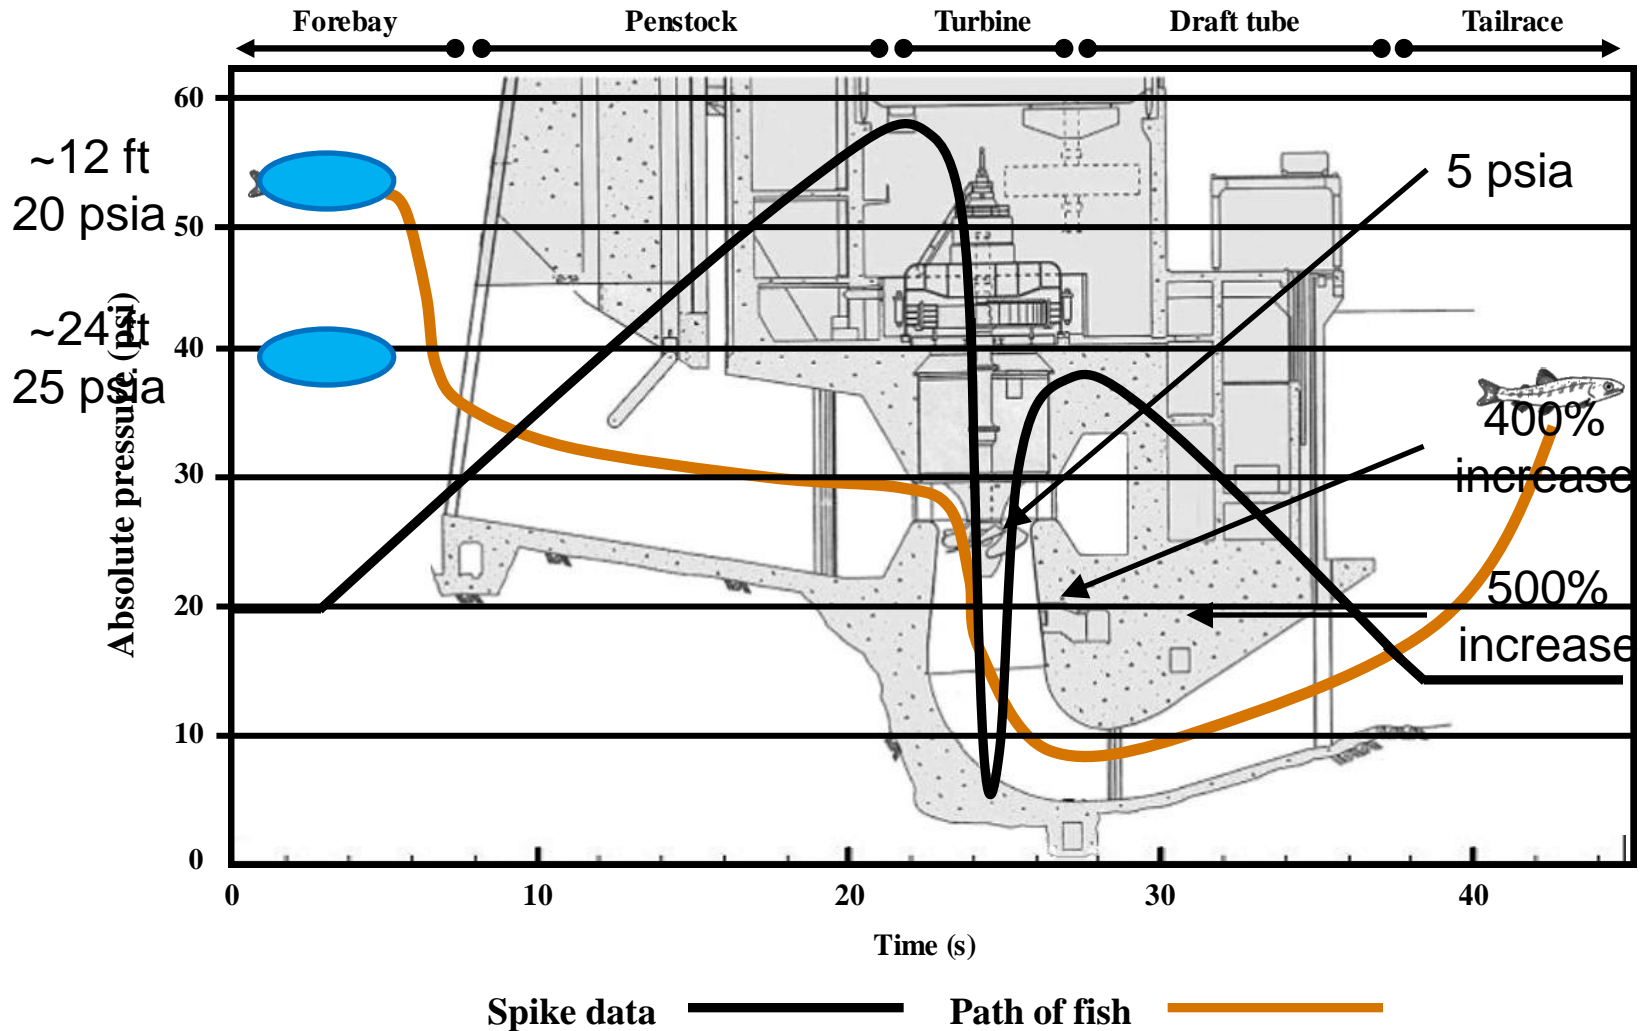 Forebay
Penstock
Turbine
Draft tube
Tailrace
60
50
40
30
20
10
0
Absolute pressure (psi)
~12 ft
20 psia
~24 ft
25 psia
5 psia
400%
increase
500%
increase
0
10
20
30
40
Time (s)
Spike data
Path of fish